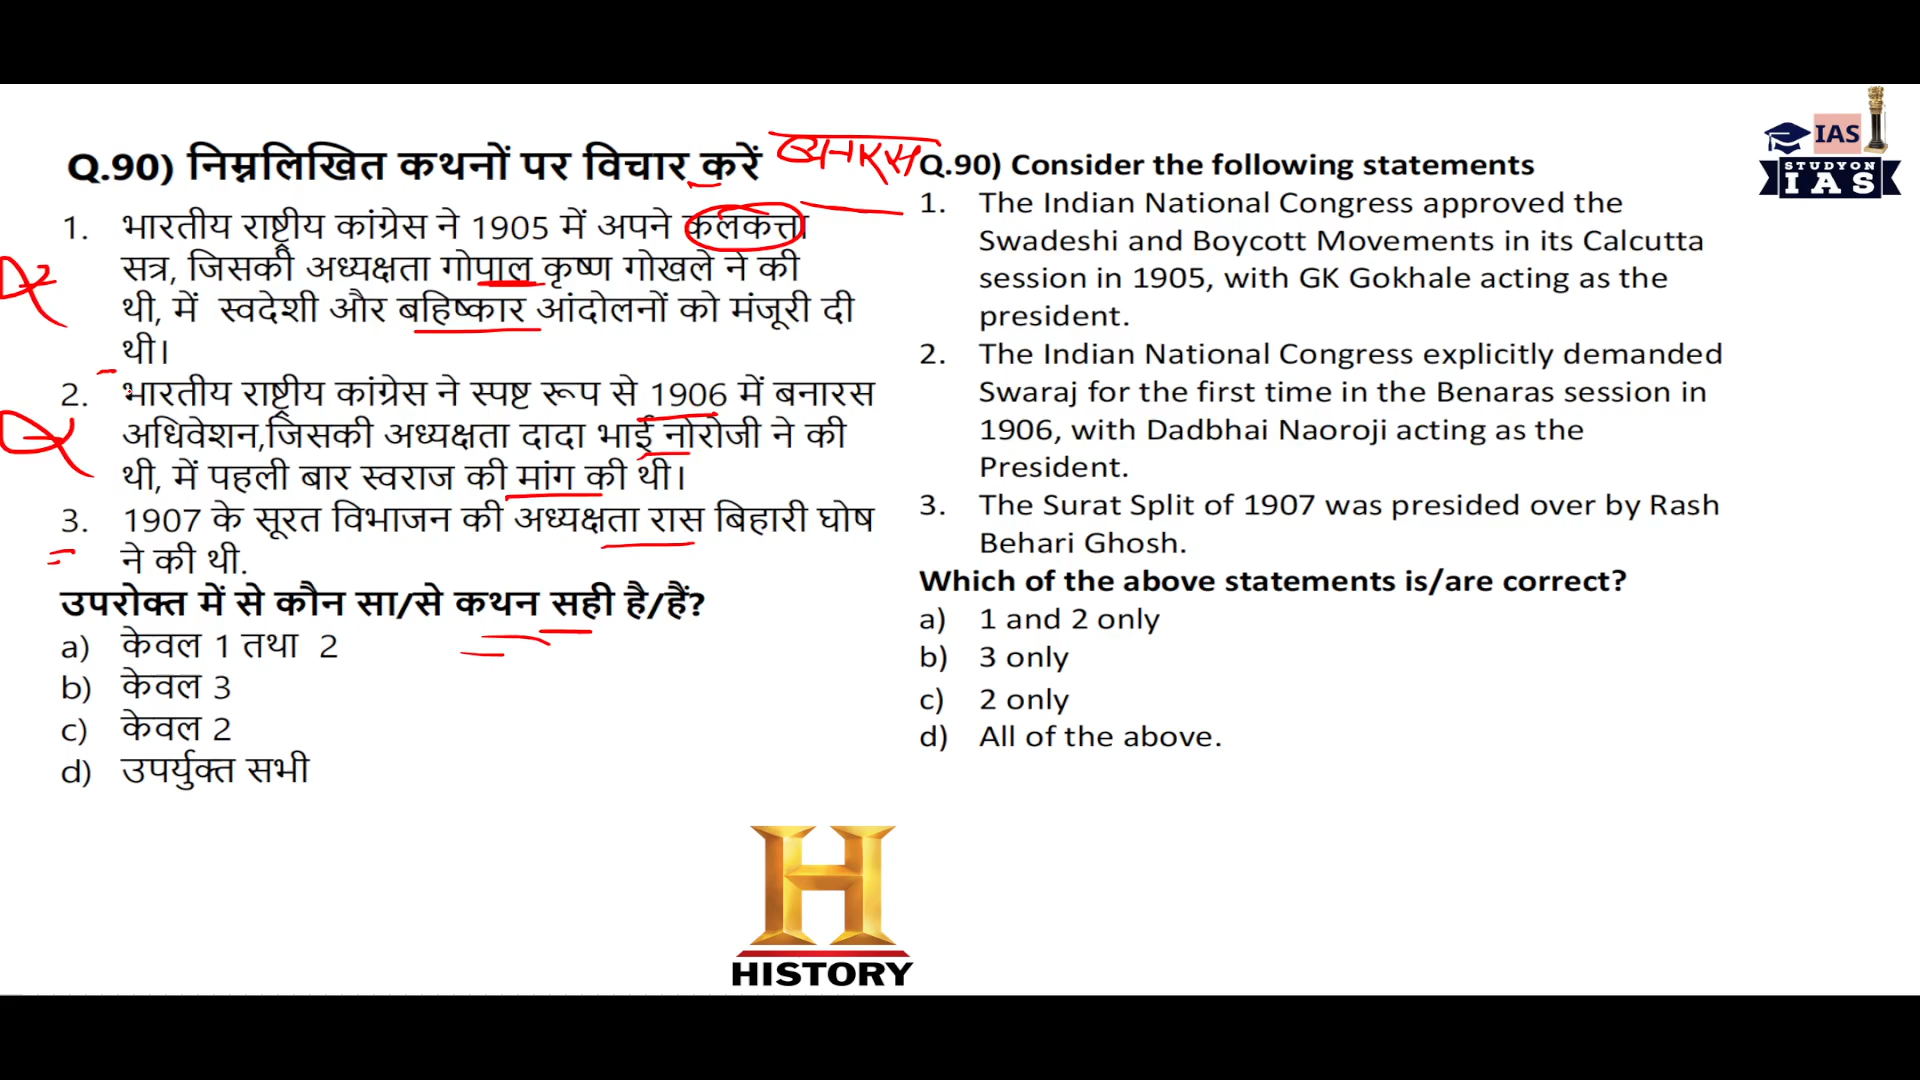 Q.90) निम्नलिखित कथनों पर विचार करें
1. भारतीय राष्ट्रीय कांग्रेस ने 1905 में अपने कलकत्ता
सत्र, जिसकी अध्यक्षता गोपाल कृष्ण गोखले ने की
थी, में स्वदेशी और बहिष्कार आंदोलनों को मंजूरी दी
थी।
2. भारतीय राष्ट्रीय कांग्रेस ने स्पष्ट रूप से 1906 में बनारस
अधिवेशन,जिसकी अध्यक्षता दादा भाई नोरोजी ने की
थी, में पहली बार स्वराज की मांग की थी।
3. 1907 के सूरत विभाजन की अध्यक्षता रास बिहारी घोष
ने की थी.
उपरोक्त में से कौन सा/से कथन सही है/हैं?
a) केवल 1 तथा 2
b) केवल 3
c) केवल 2
d) उपर्युक्त सभी
Q.90) Consider the following statements
1. The Indian National Congress approved the
Swadeshi and Boycott Movements in its Calcutta
session in 1905, with GK Gokhale acting as the
president.
2. The Indian National Congress explicitly demanded
Swaraj for the first time in the Benaras session in
1906, with Dadbhai Naoroji acting as the
President.
3. The Surat Split of 1907 was presided over by Rash
Behari Ghosh.
Which of the above statements is/are correct?
a) 1 and 2 only
b) 3 only
c) 2 only
d) All of the above.
IAS
STUDYON
IAS
HISTORY